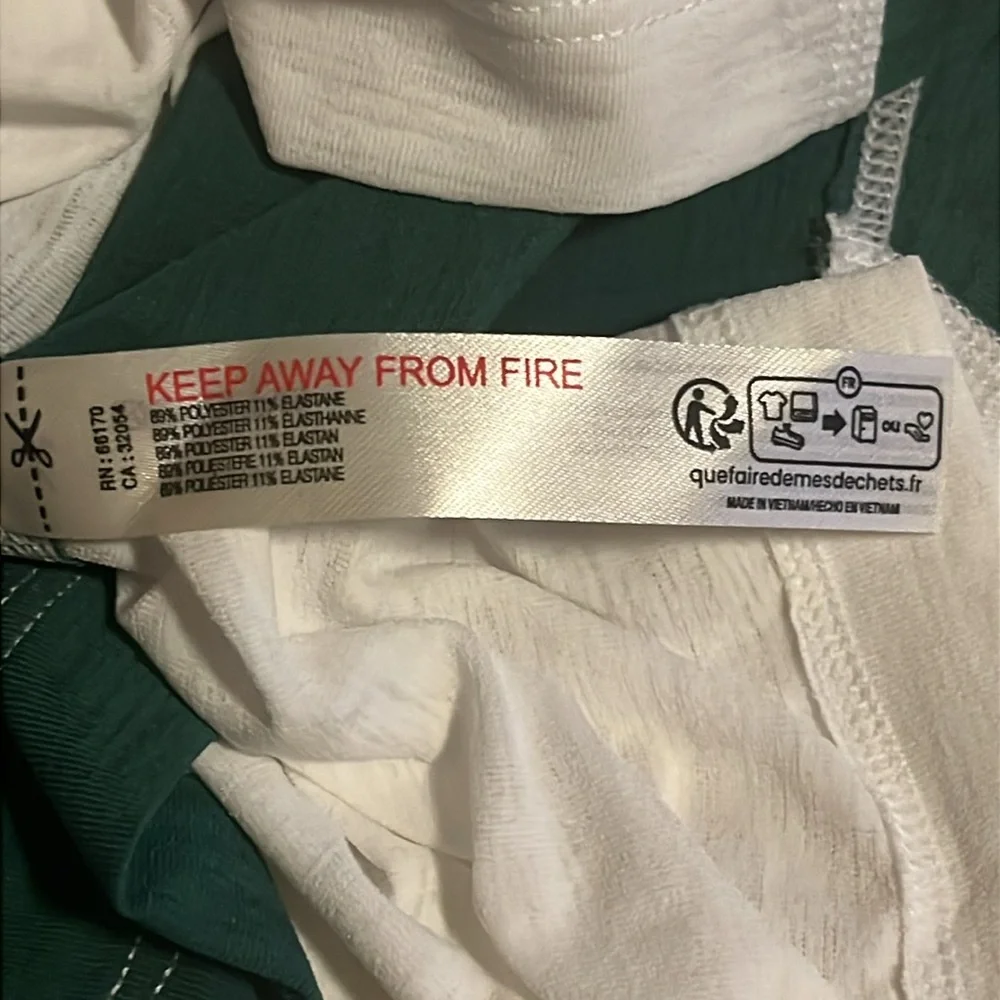 KEEP AWAY FROM FIRE
89% POLYESTER 11% ELASTANE
89% POLYESTER 11% ÉLASTHANNE
89% POLYESTER 11% ELASTAN
89% POLIESTERE 11% ELASTAN
89% POLIÉSTER 11% ELASTANE
RN: 66170
CA: 32054
FR
OU
quefairedemesdechets.fr
MADE IN VIETNAM/HECHO EN VIETNAM